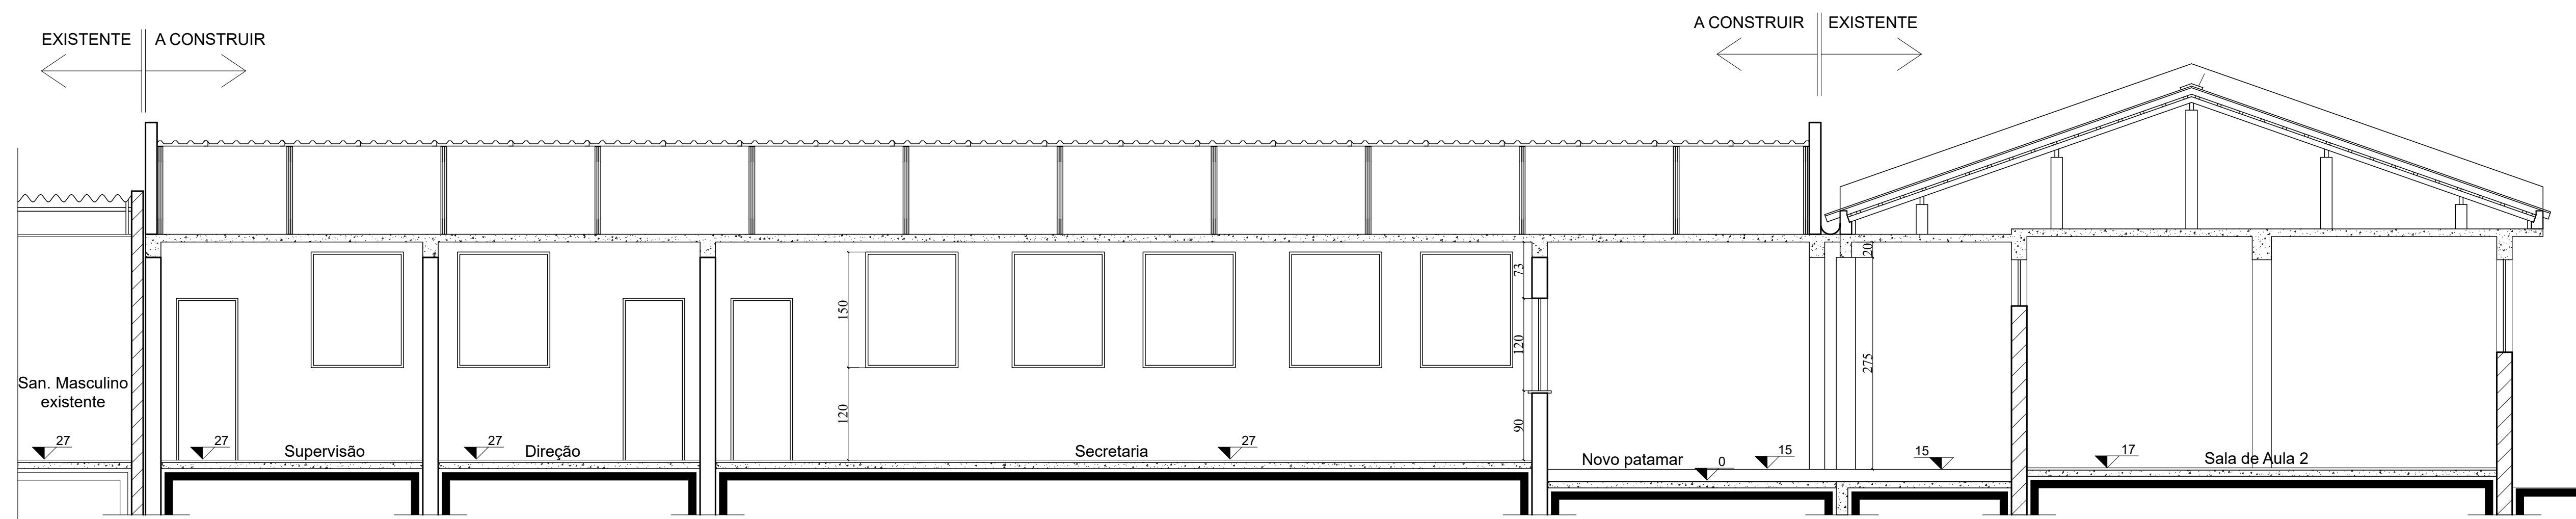 EXISTENTE
A CONSTRUIR
A CONSTRUIR
EXISTENTE
San. Masculino
existente
27
27
Supervisão
27
Direção
150
120
Secretaria
27
73
120
90
Novo patamar
0
15
20
275
15
17
Sala de Aula 2